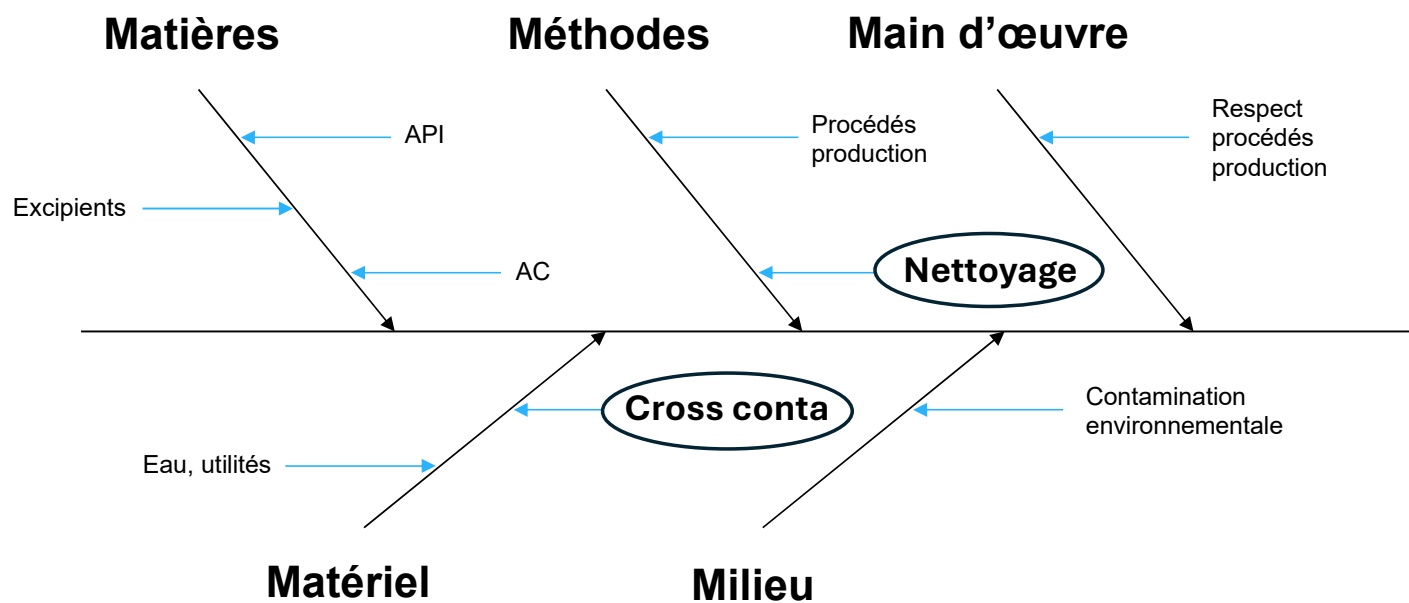 Matières
Méthodes
Main d’œuvre
API
Procédés
production
Respect
procédés
production
Excipients
AC
Nettoyage
Cross conta
Contamination
environnementale
Eau, utilités
Matériel
Milieu